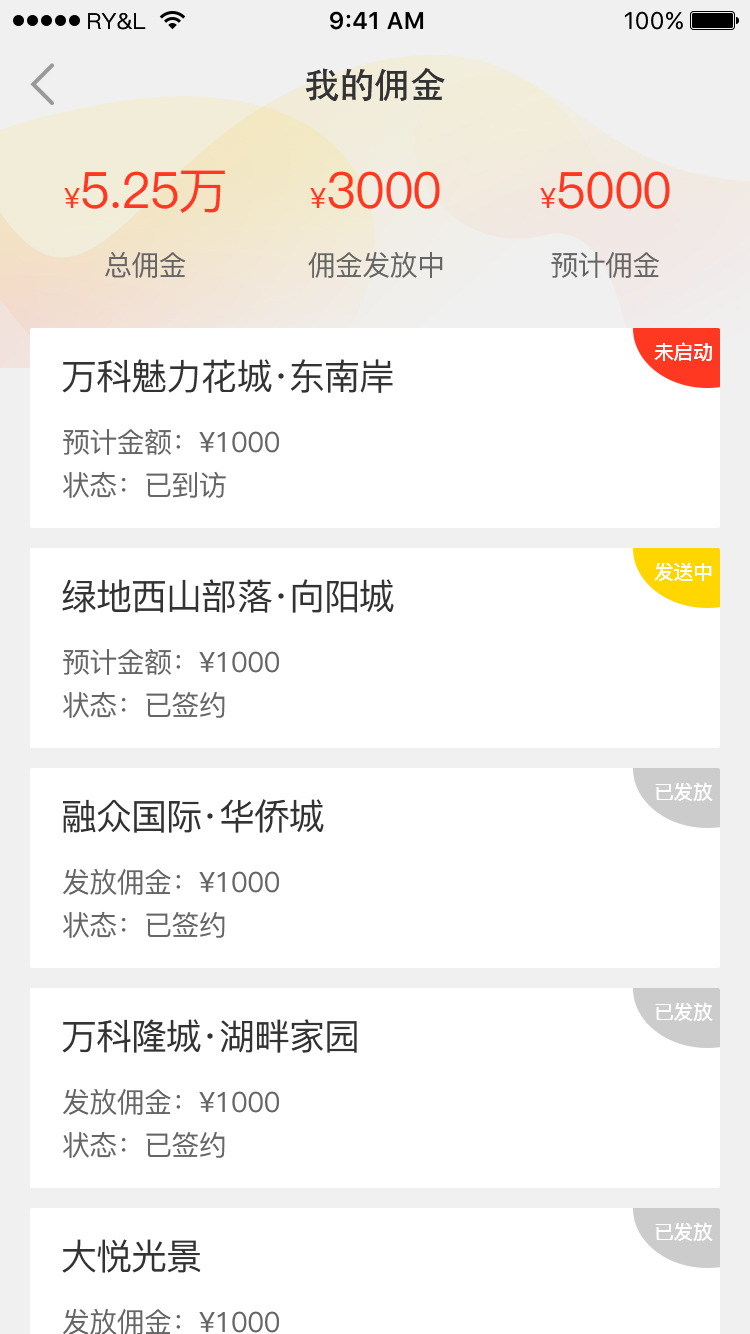 RY&L 9:41 AM 100%
我的佣金
¥5.25万 ¥3000 ¥5000
总佣金 佣金发放中 预计佣金
万科魅力花城·东南岸 未启动
预计金额：¥1000
状态：已到访
绿地西山部落·向阳城 发送中
预计金额：¥1000
状态：已签约
融众国际·华侨城 已发放
发放佣金：¥1000
状态：已签约
万科隆城·湖畔家园 已发放
发放佣金：¥1000
状态：已签约
大悦光景 已发放
发放佣金：¥1000